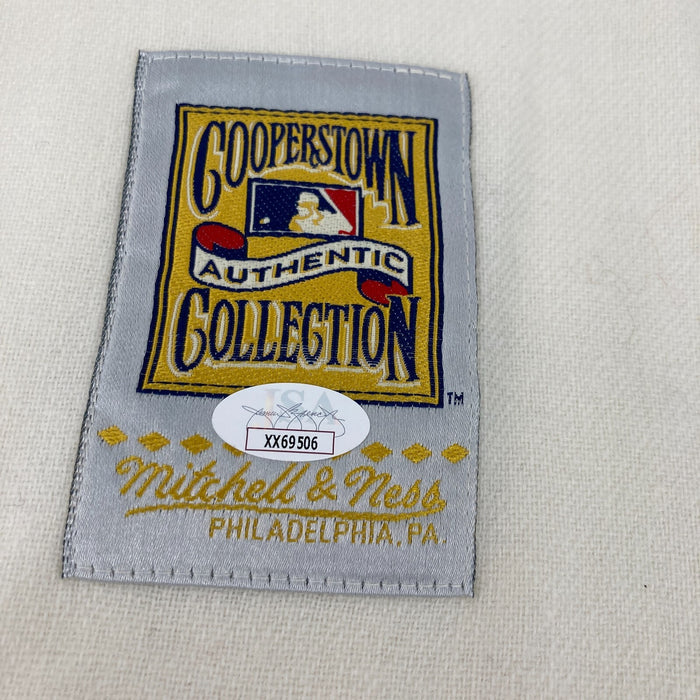 COOPERSTOWN
AUTHENTIC
COLLECTION
TM
JSA
XX69506
Mitchell & Ness
PHILADELPHIA, PA.